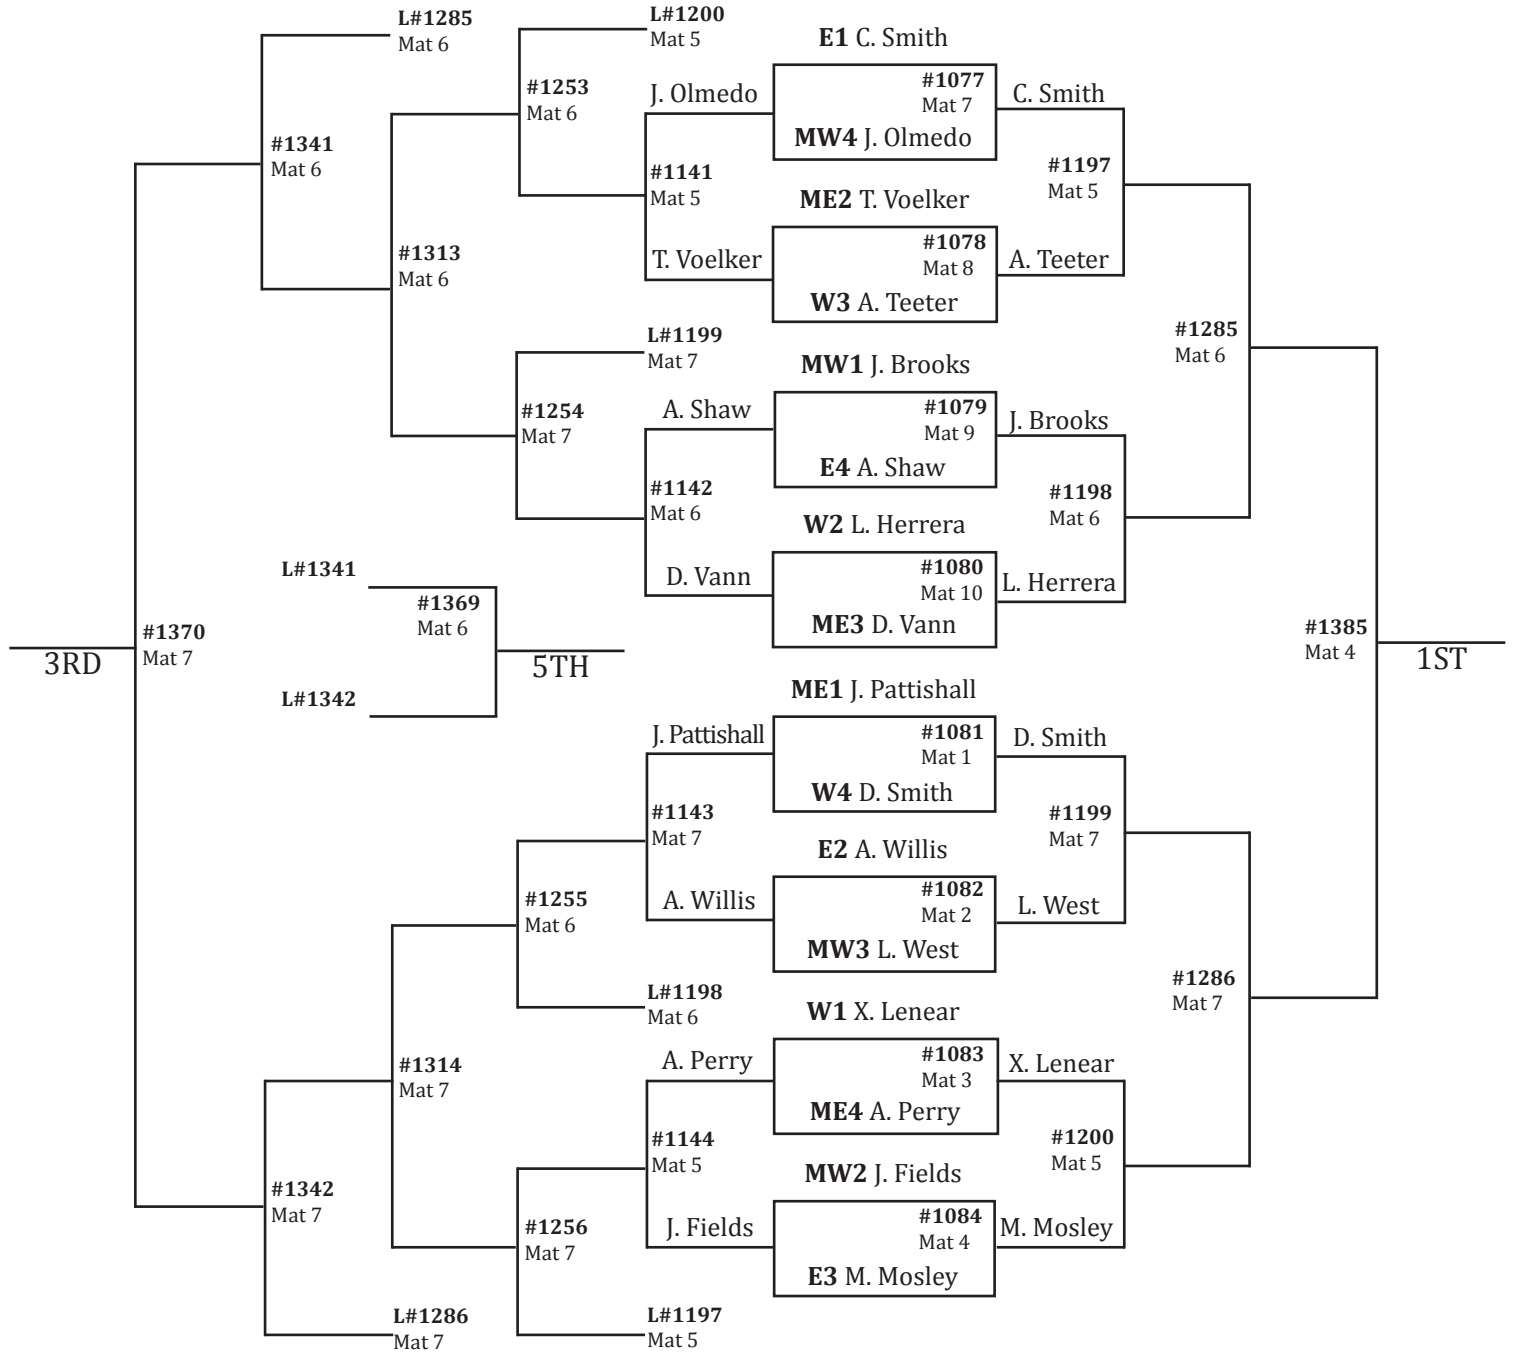 L#1285
Mat 6
L#1200
Mat 5
E1 C. Smith
#1253
Mat 6
J. Olmedo
#1077
Mat 7
C. Smith
MW4 J. Olmedo
#1341
Mat 6
#1141
Mat 5
#1197
Mat 5
ME2 T. Voelker
#1313
Mat 6
T. Voelker
#1078
Mat 8
A. Teeter
W3 A. Teeter
L#1199
Mat 7
#1285
Mat 6
MW1 J. Brooks
#1254
Mat 7
A. Shaw
#1079
Mat 9
J. Brooks
E4 A. Shaw
#1142
Mat 6
#1198
Mat 6
W2 L. Herrera
L#1341
D. Vann
#1080
Mat 10
L. Herrera
#1369
Mat 6
ME3 D. Vann
3RD
#1370
Mat 7
5TH
#1385
Mat 4
1ST
L#1342
ME1 J. Pattishall
J. Pattishall
#1081
Mat 1
D. Smith
W4 D. Smith
#1143
Mat 7
#1199
Mat 7
E2 A. Willis
#1255
Mat 6
A. Willis
#1082
Mat 2
L. West
MW3 L. West
L#1198
Mat 6
#1286
Mat 7
W1 X. Lenear
#1314
Mat 7
A. Perry
#1083
Mat 3
X. Lenear
ME4 A. Perry
#1144
Mat 5
#1200
Mat 5
MW2 J. Fields
#1342
Mat 7
#1256
Mat 7
J. Fields
#1084
Mat 4
M. Mosley
E3 M. Mosley
L#1286
Mat 7
L#1197
Mat 5